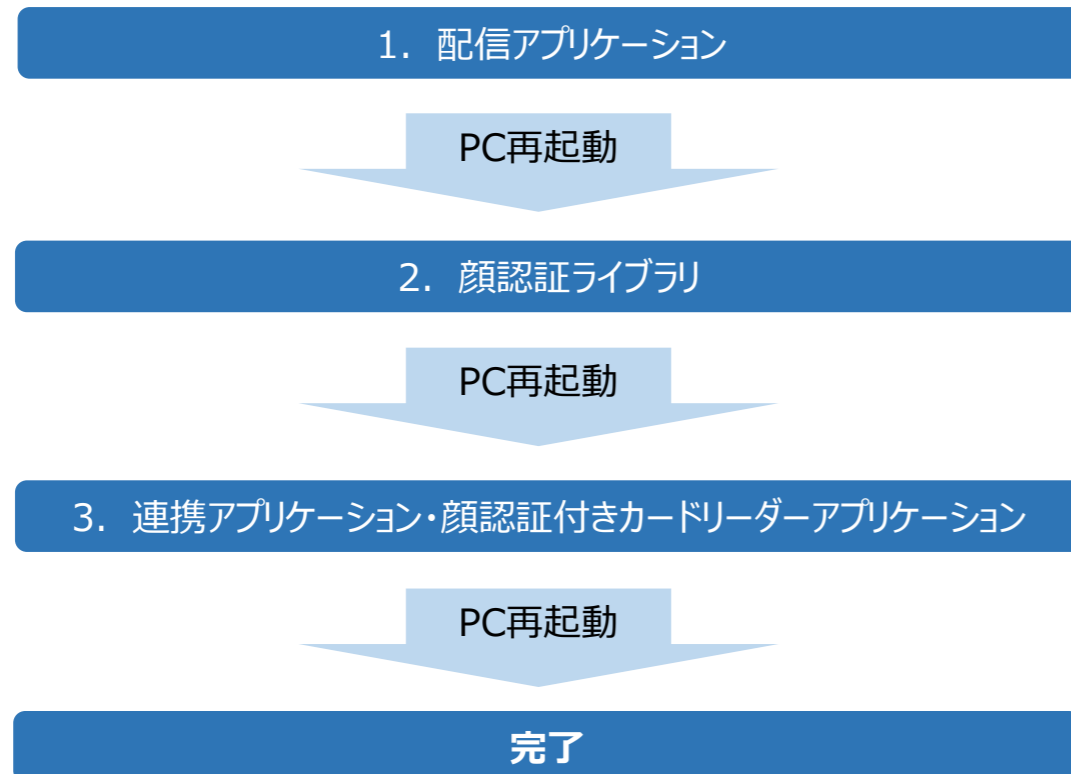 1. 配信アプリケーション
PC再起動
2. 顔認証ライブラリ
PC再起動
3. 連携アプリケーション・顔認証付きカードリーダーアプリケーション
PC再起動
完了